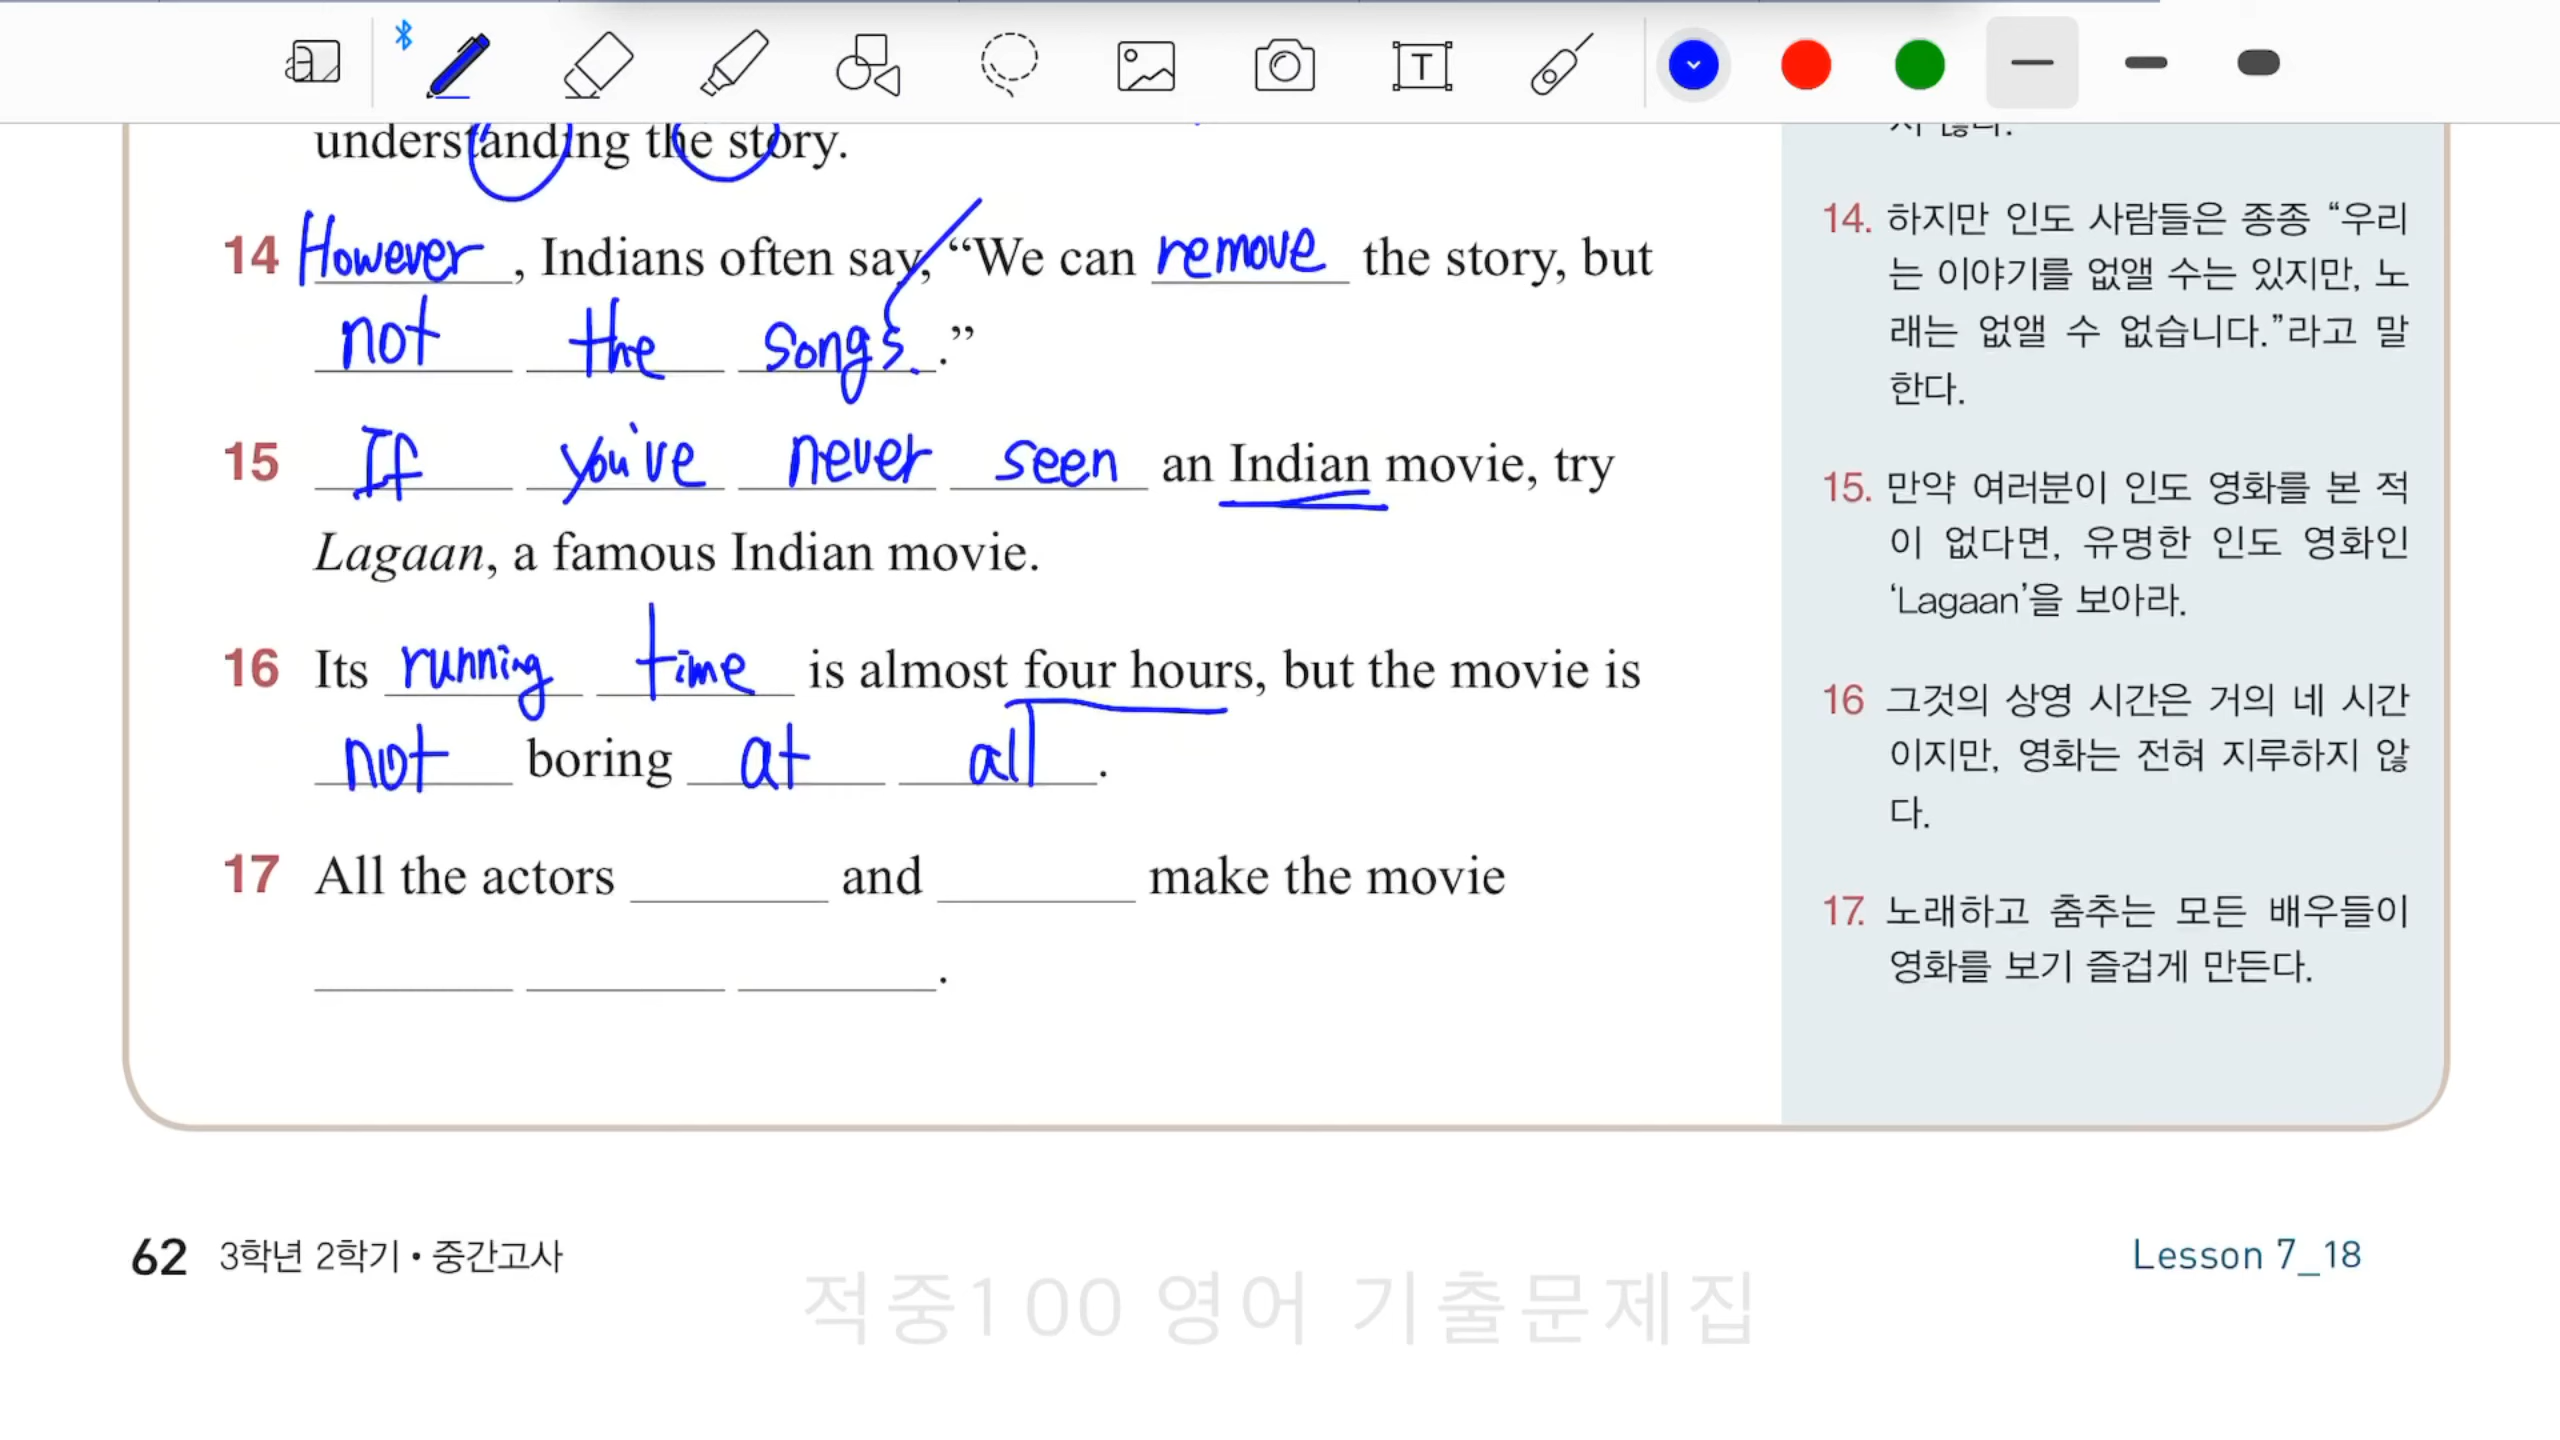 understanding the story.
14 However, Indians often say, “We can remove the story, but
not the songs.”
15 If you've never seen an Indian movie, try
Lagaan, a famous Indian movie.
16 Its running time is almost four hours, but the movie is
not boring at all.
17 All the actors ______ and ______ make the movie
______ ______ ______.
14. 하지만 인도 사람들은 종종 “우리
는 이야기를 없앨 수는 있지만, 노
래는 없앨 수 없습니다.”라고 말
한다.
15. 만약 여러분이 인도 영화를 본 적
이 없다면, 유명한 인도 영화인
‘Lagaan’을 보아라.
16 그것의 상영 시간은 거의 네 시간
이지만, 영화는 전혀 지루하지 않
다.
17. 노래하고 춤추는 모든 배우들이
영화를 보기 즐겁게 만든다.
62 3학년 2학기 • 중간고사
Lesson 7_18
적중100 영어 기출문제집